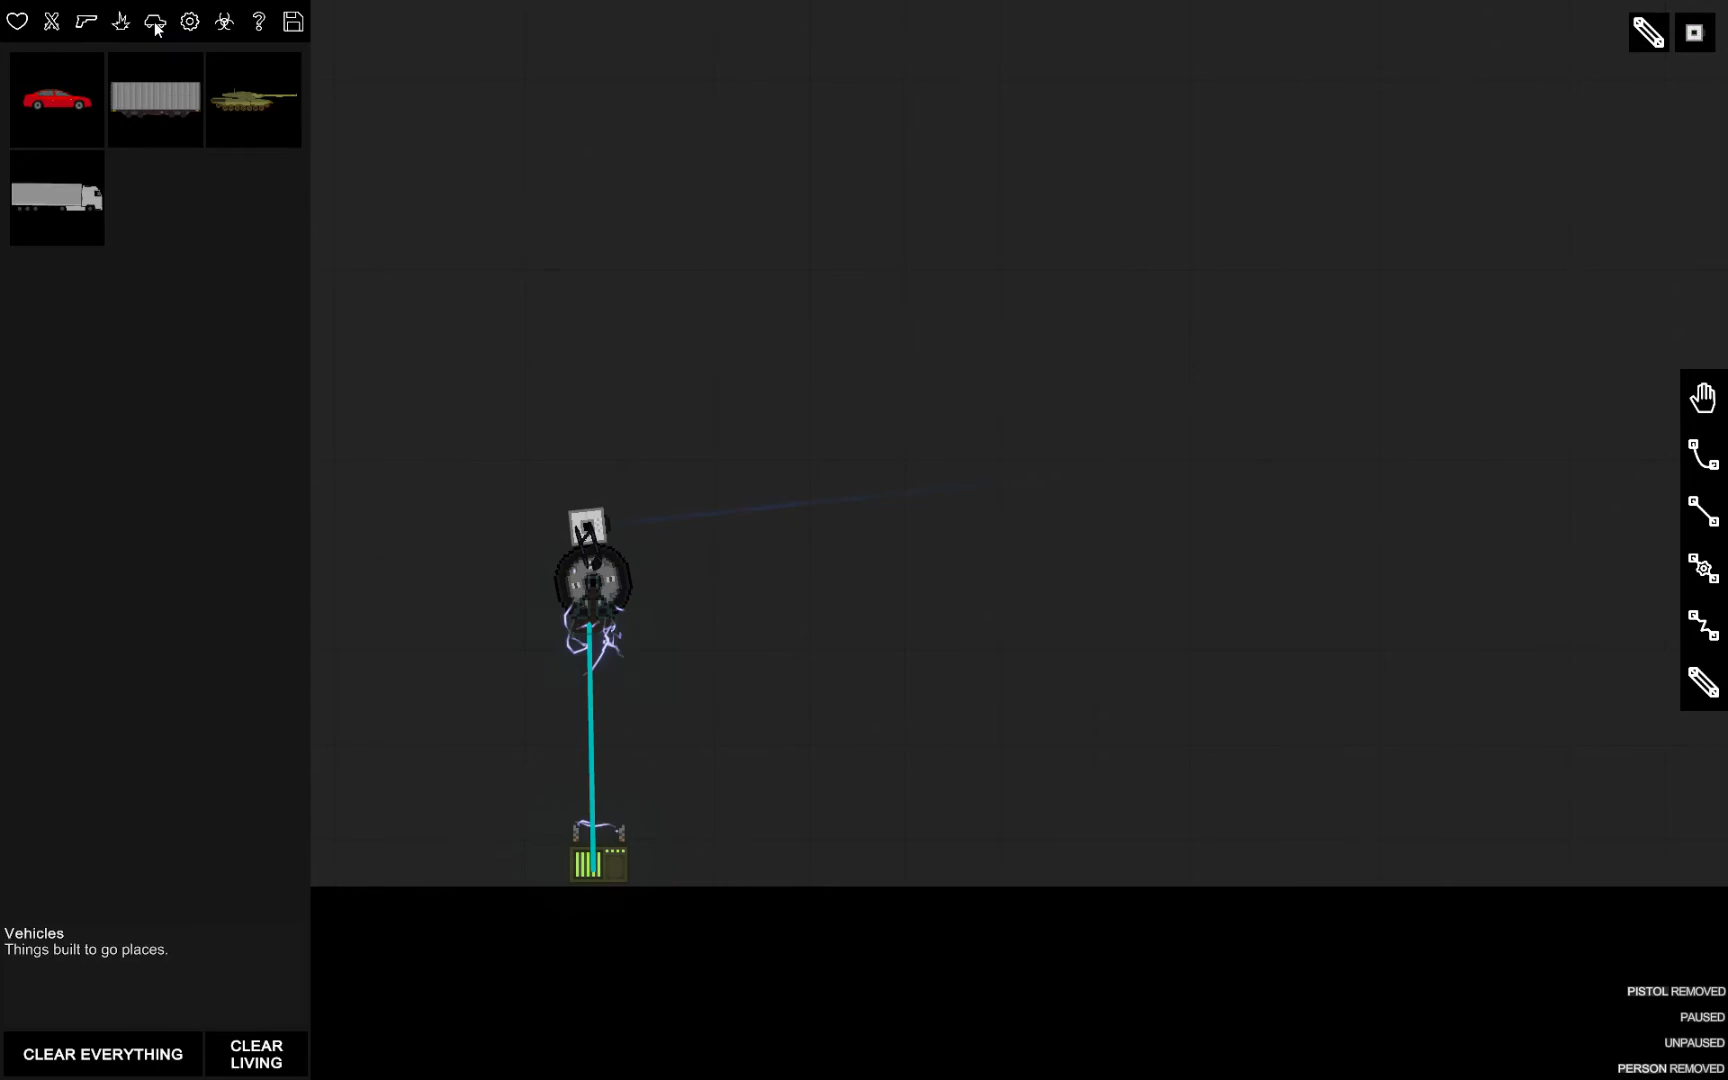 Vehicles
Things built to go places.
CLEAR EVERYTHING
CLEAR
LIVING
PISTOL REMOVED
PAUSED
UNPAUSED
PERSON REMOVED